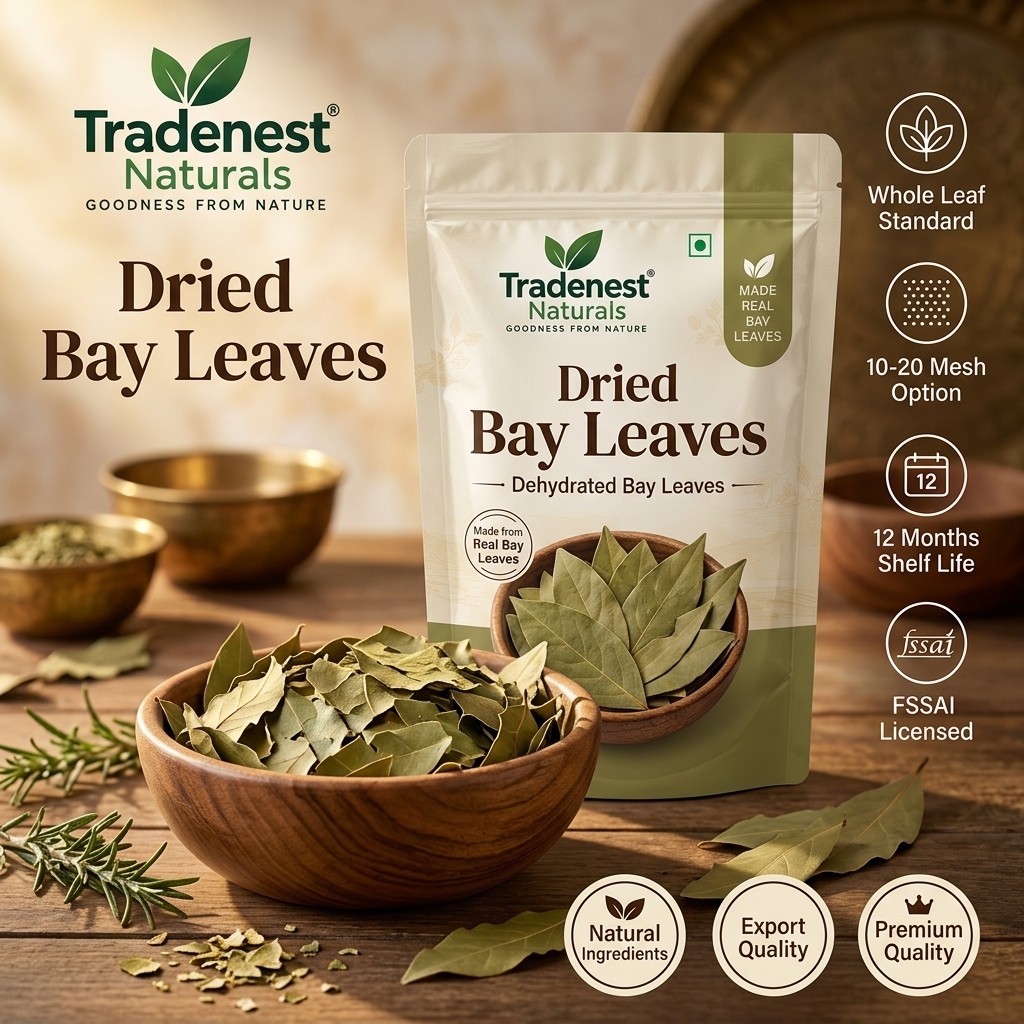 Tradenest®
Naturals
GOODNESS FROM NATURE
Dried
Bay Leaves
Tradenest®
Naturals
GOODNESS FROM NATURE
MADE
REAL
BAY
LEAVES
Dried
Bay Leaves
Dehydrated Bay Leaves
Made from
Real Bay
Leaves
Whole Leaf
Standard
10-20 Mesh
Option
12
12 Months
Shelf Life
fssai
FSSAI
Licensed
Natural
Ingredients
Export
Quality
Premium
Quality